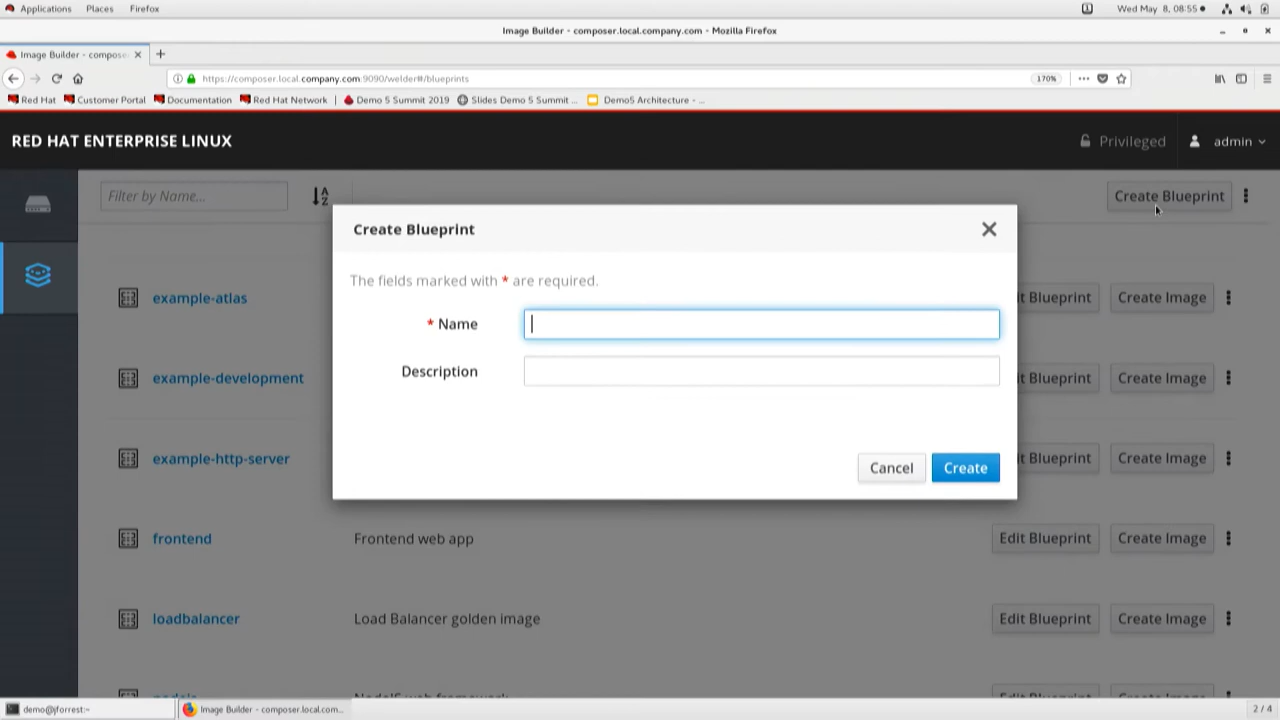 Applications Places Firefox
1 Wed May 8, 08:55
Image Builder - composer.local.company.com - Mozilla Firefox
Image Builder - compose
https://composer.local.company.com:9090/welder#/blueprints
170%
Red Hat Customer Portal Documentation Red Hat Network Demo 5 Summit 2019 Slides Demo 5 Summit ... Demo5 Architecture - ...
RED HAT ENTERPRISE LINUX
Privileged admin
Filter by Name...
Create Blueprint
Create Blueprint
The fields marked with * are required.
* Name
Description
Cancel Create
example-atlas
t Blueprint Create Image
example-development
t Blueprint Create Image
example-http-server
t Blueprint Create Image
frontend Frontend web app Edit Blueprint Create Image
loadbalancer Load Balancer golden image Edit Blueprint Create Image
demo@jforrest:~ Image Builder - composer.local.com... 2 / 4